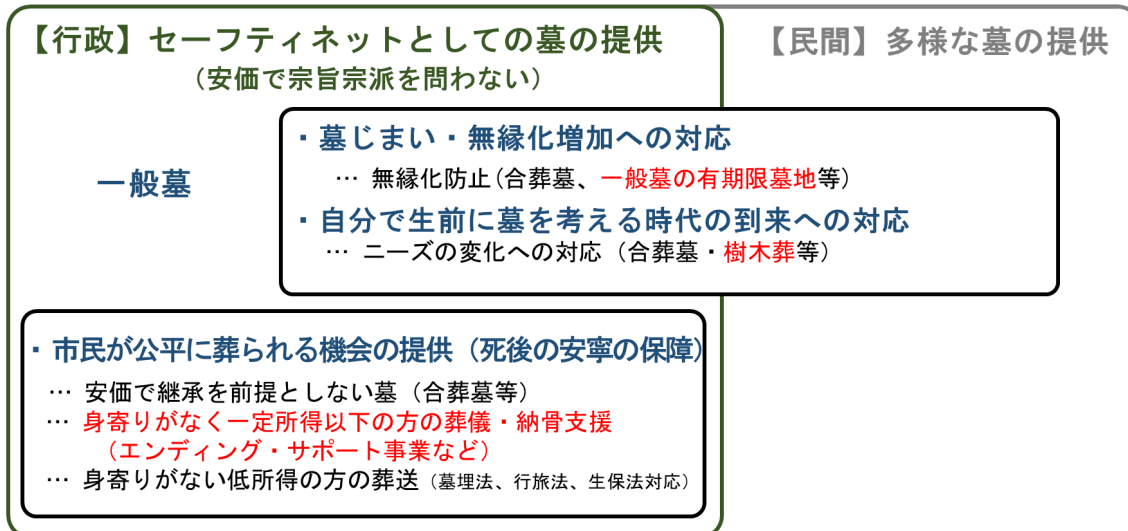 【行政】セーフティネットとしての墓の提供
（安価で宗旨宗派を問わない）
【民間】多様な墓の提供
一般墓
・墓じまい・無縁化増加への対応
… 無縁化防止（合葬墓、一般墓の有期限墓地等）
・自分で生前に墓を考える時代の到来への対応
… ニーズの変化への対応（合葬墓・樹木葬等）
・市民が公平に葬られる機会の提供（死後の安寧の保障）
… 安価で継承を前提としない墓（合葬墓等）
… 身寄りがなく一定所得以下の方の葬儀・納骨支援
（エンディング・サポート事業など）
… 身寄りがない低所得の方の葬送（墓埋法、行旅法、生保法対応）